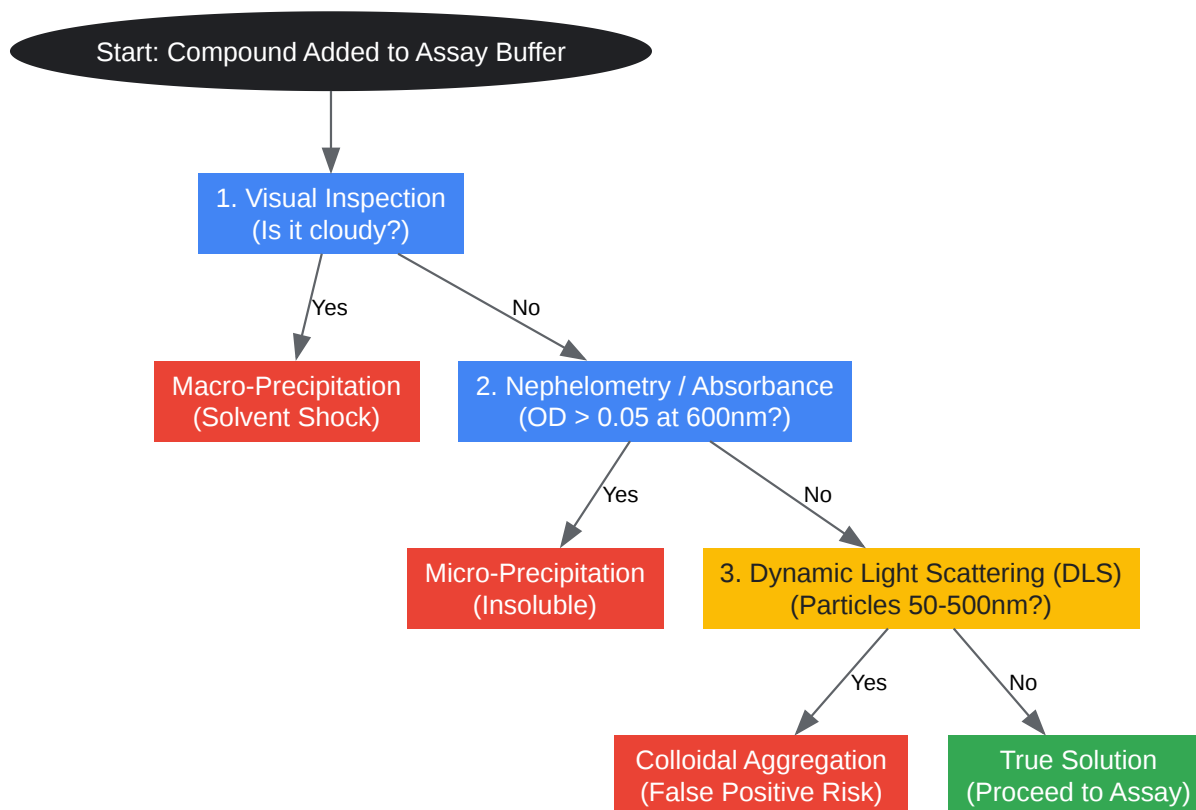 Start: Compound Added to Assay Buffer
1. Visual Inspection
(Is it cloudy?)
Yes
No
Macro-Precipitation
(Solvent Shock)
2. Nephelometry / Absorbance
(OD > 0.05 at 600nm?)
Yes
No
Micro-Precipitation
(Insoluble)
3. Dynamic Light Scattering (DLS)
(Particles 50-500nm?)
Yes
No
Colloidal Aggregation
(False Positive Risk)
True Solution
(Proceed to Assay)